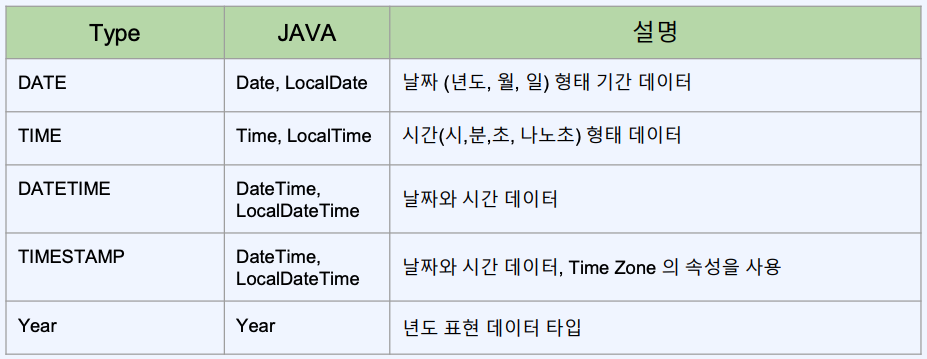 Type JAVA 설명
DATE Date, LocalDate 날짜 (년도, 월, 일) 형태 기간 데이터
TIME Time, LocalTime 시간(시,분,초, 나노초) 형태 데이터
DATETIME DateTime,
LocalDateTime 날짜와 시간 데이터
TIMESTAMP DateTime,
LocalDateTime 날짜와 시간 데이터, Time Zone 의 속성을 사용
Year Year 년도 표현 데이터 타입